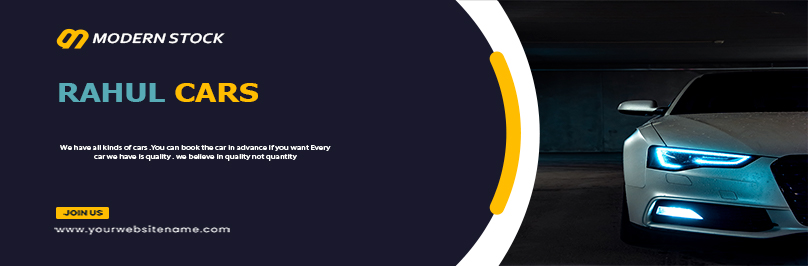 MODERN STOCK
RAHUL CARS
We have all kinds of cars .You can book the car in advance if you want Every
car we have is quality . we believe in quality not quantity
JOIN US
www.yourwebsitename.com